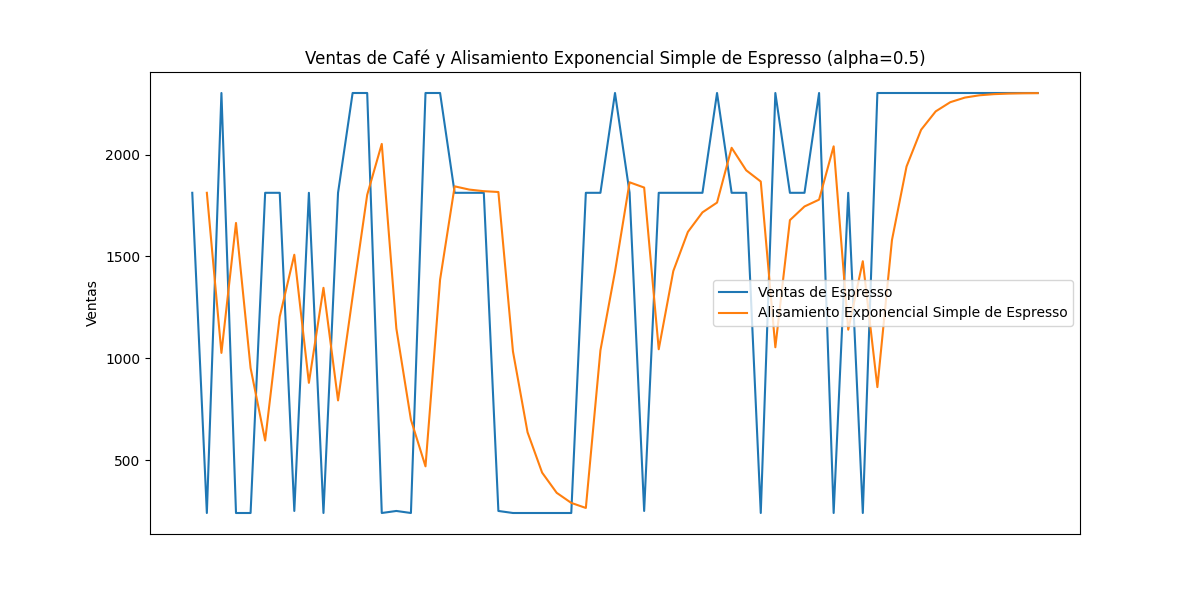 Ventas de Café y Alisamiento Exponencial Simple de Espresso (alpha=0.5)
2000
1500
1000
500
Ventas
Ventas de Espresso
Alisamiento Exponencial Simple de Espresso